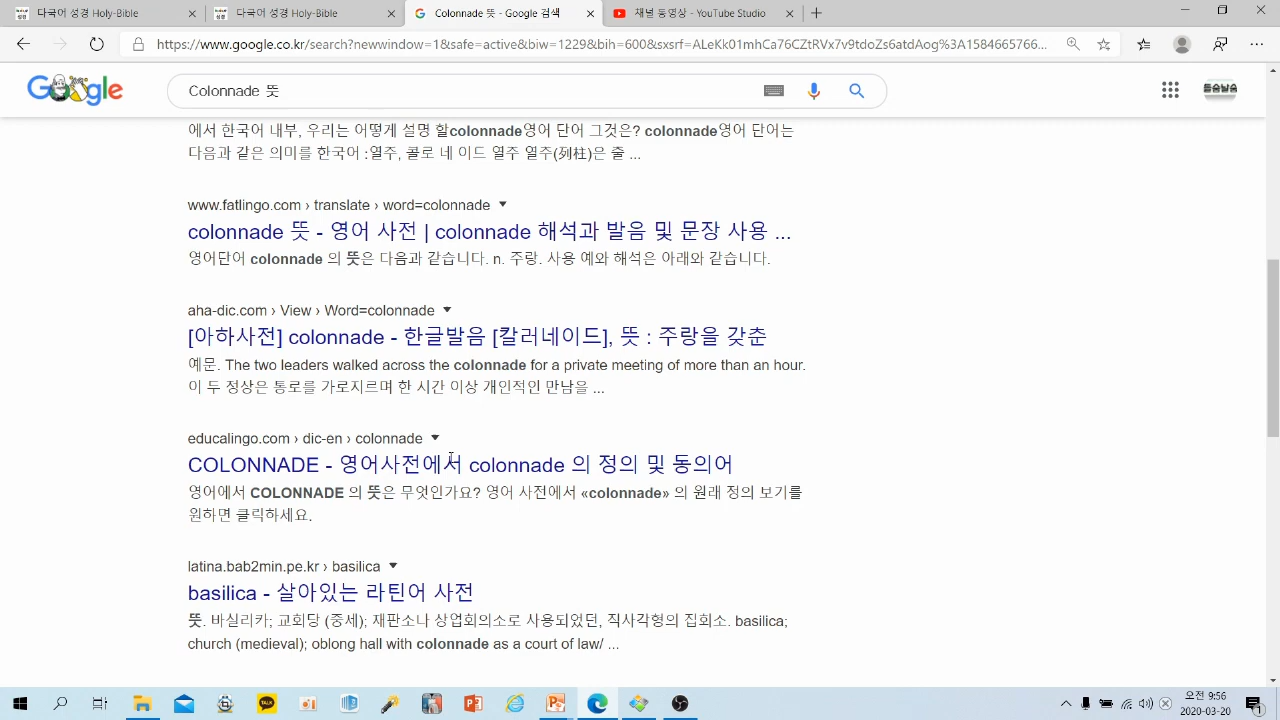 다국어 성경 Holy-Bible
다국어 성경 Holy-Bible
Colonnade 뜻 - Google 검색
채널 동영상 - YouTube Studio
https://www.google.co.kr/search?newwindow=1&safe=active&biw=1229&bih=600&sxsrf=ALeKk01mhCa76CZtRVx7v9tdoZs6atdAog%3A1584665766...
Google
Colonnade 뜻
에서 한국어 내부, 우리는 어떻게 설명 할colonnade영어 단어 그것은? colonnade영어 단어는
다음과 같은 의미를 한국어 :열주, 콜로 네 이드 열주 열주(列柱)은 줄 ...
www.fatlingo.com › translate › word=colonnade
colonnade 뜻 - 영어 사전 | colonnade 해석과 발음 및 문장 사용 ...
영어단어 colonnade 의 뜻은 다음과 같습니다. n. 주랑. 사용 예와 해석은 아래와 같습니다.
aha-dic.com › View › Word=colonnade
[아하사전] colonnade - 한글발음 [칼러네이드], 뜻 : 주랑을 갖춘
예문. The two leaders walked across the colonnade for a private meeting of more than an hour.
이 두 정상은 통로를 가로지르며 한 시간 이상 개인적인 만남을 ...
educalingo.com › dic-en › colonnade
COLONNADE - 영어사전에서 colonnade 의 정의 및 동의어
영어에서 COLONNADE 의 뜻은 무엇인가요? 영어 사전에서 «colonnade» 의 원래 정의 보기를
원하면 클릭하세요.
latina.bab2min.pe.kr › basilica
basilica - 살아있는 라틴어 사전
뜻. 바실리카; 교회당 (중세); 재판소나 상업회의소로 사용되었던, 직사각형의 집회소. basilica;
church (medieval); oblong hall with colonnade as a court of law/ ...
TALK
오전 9:56
2020-03-20